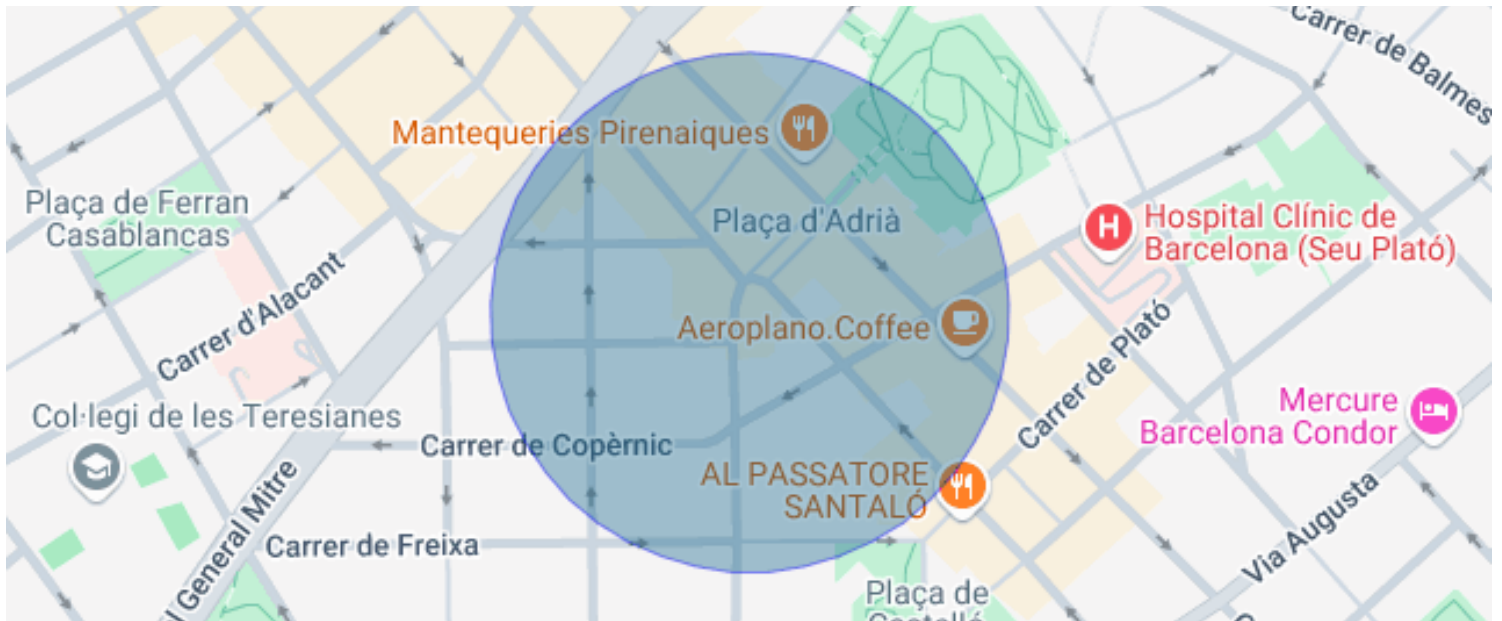 Carrer de Balmes
Mantequeries Pirenaiques
Plaça de Ferran
Casablancas
Plaça d'Adrià
Hospital Clínic de
Barcelona (Seu Plató)
Carrer d'Alacant
Aeroplano.Coffee
Carrer de Plató
Mercure
Barcelona Condor
Col·legi de les Teresianes
Carrer de Copèrnic
AL PASSATORE
SANTALÓ
General Mitre
Carrer de Freixa
Via Augusta
Plaça de